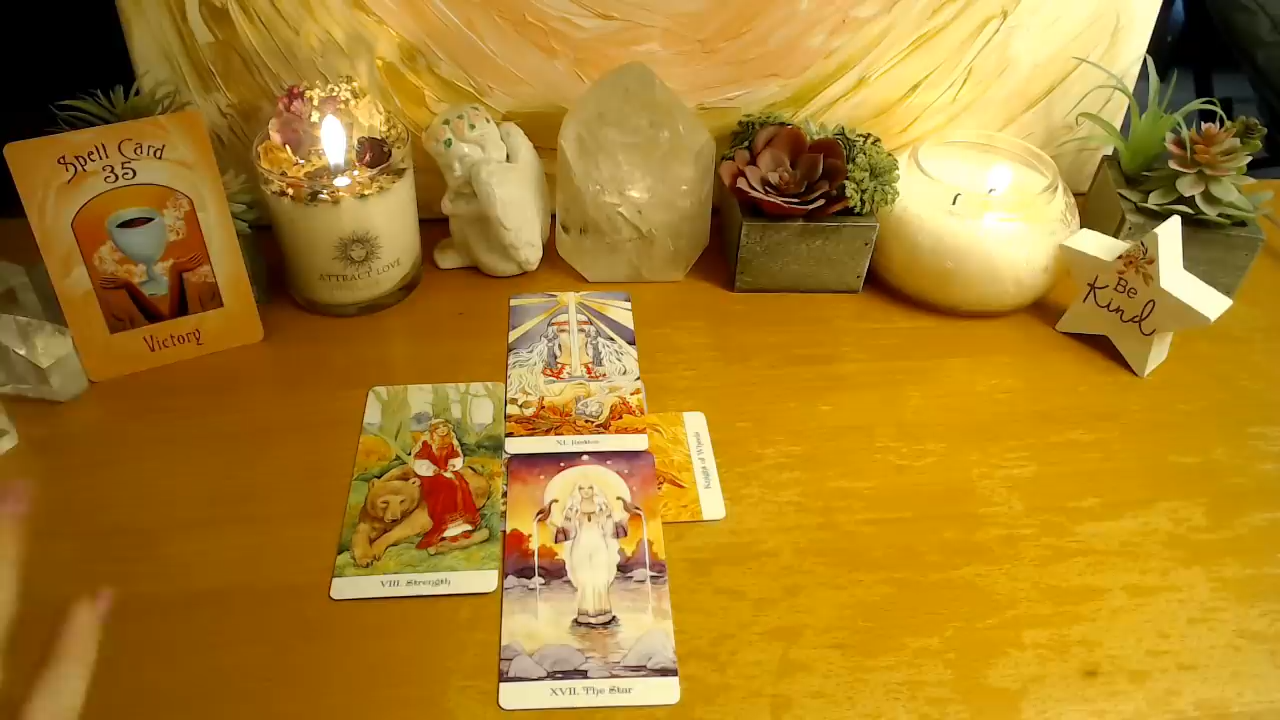 Spell Card
35
Victory
ATTRACT LOVE
Be
Kind
XI. Justice
Knight of Wands
VIII. Strength
XVII. The Star